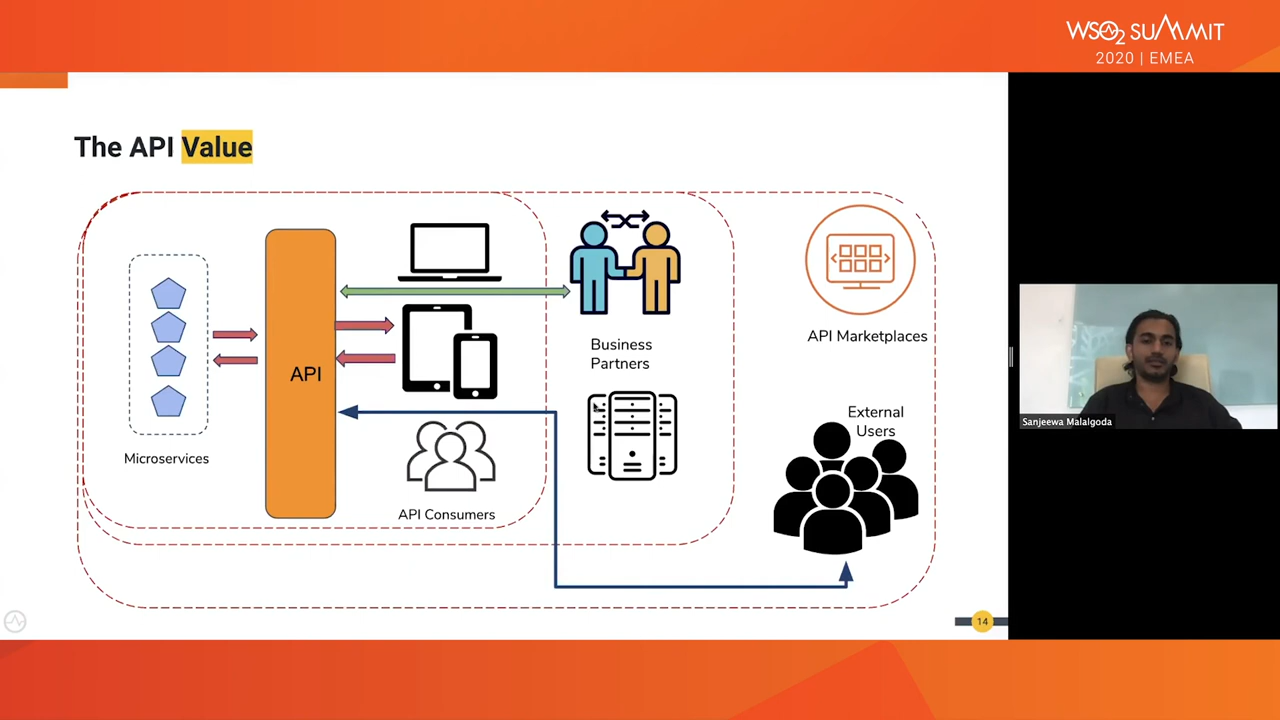 WSO2 SUMMIT
2020 | EMEA
The API Value
Microservices
API
API Consumers
Business
Partners
API Marketplaces
External
Users
Sanjeewa Malalgoda
14